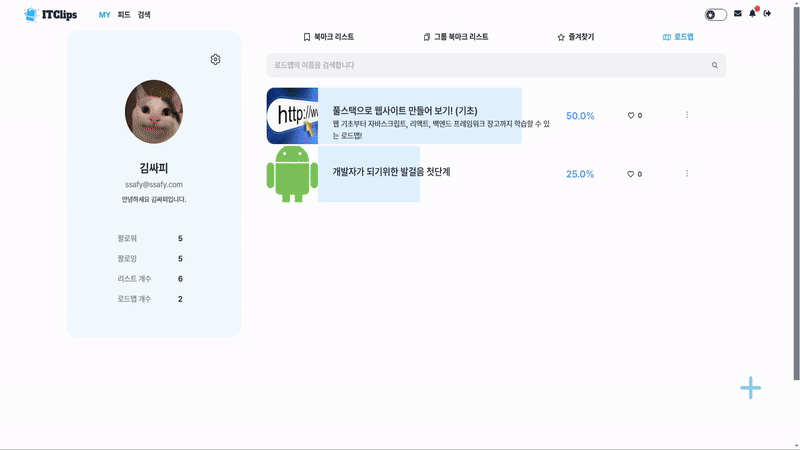 ITClips
MY 피드 검색
북마크 리스트
그룹 북마크 리스트
즐겨찾기
로드맵
로드맵의 이름을 검색합니다
김싸피
ssafy@ssafy.com
안녕하세요 김싸피입니다.
팔로워 5
팔로잉 5
리스트 개수 6
로드맵 개수 2
http://w
풀스택으로 웹사이트 만들어 보기! (기초)
웹 기초부터 자바스크립트, 리액트, 백앤드 프레임워크 장고까지 학습할 수 있
는 로드맵!
50.0%
0
개발자가 되기위한 발걸음 첫단계
25.0%
0